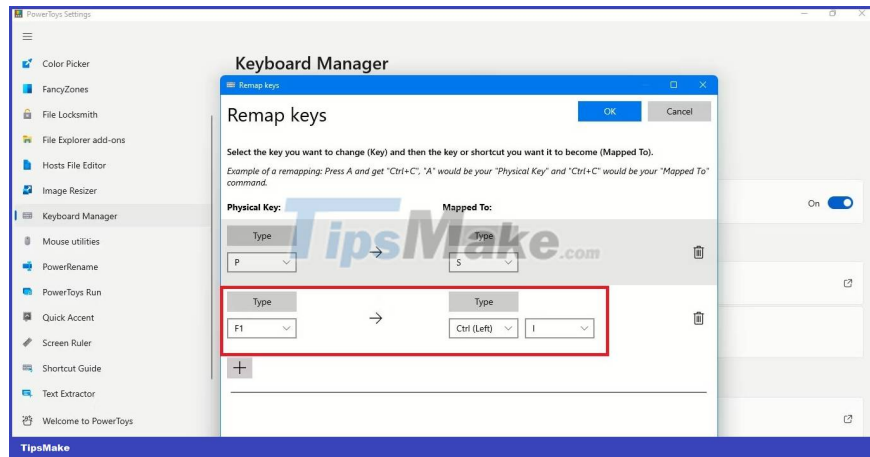 PowerToys Settings
Color Picker
FancyZones
File Locksmith
File Explorer add-ons
Hosts File Editor
Image Resizer
Keyboard Manager
Mouse utilities
PowerRename
PowerToys Run
Quick Accent
Screen Ruler
Shortcut Guide
Text Extractor
Welcome to PowerToys
Keyboard Manager
On
Remap keys
Remap keys
OK
Cancel
Select the key you want to change (Key) and then the key or shortcut you want it to become (Mapped To).
Example of a remapping: Press A and get "Ctrl+C", "A" would be your "Physical Key" and "Ctrl+C" would be your "Mapped To"
command.
Physical Key: Mapped To:
Type Type
P S
TipsMake.com
Type Type
F1 Ctrl (Left) I
TipsMake